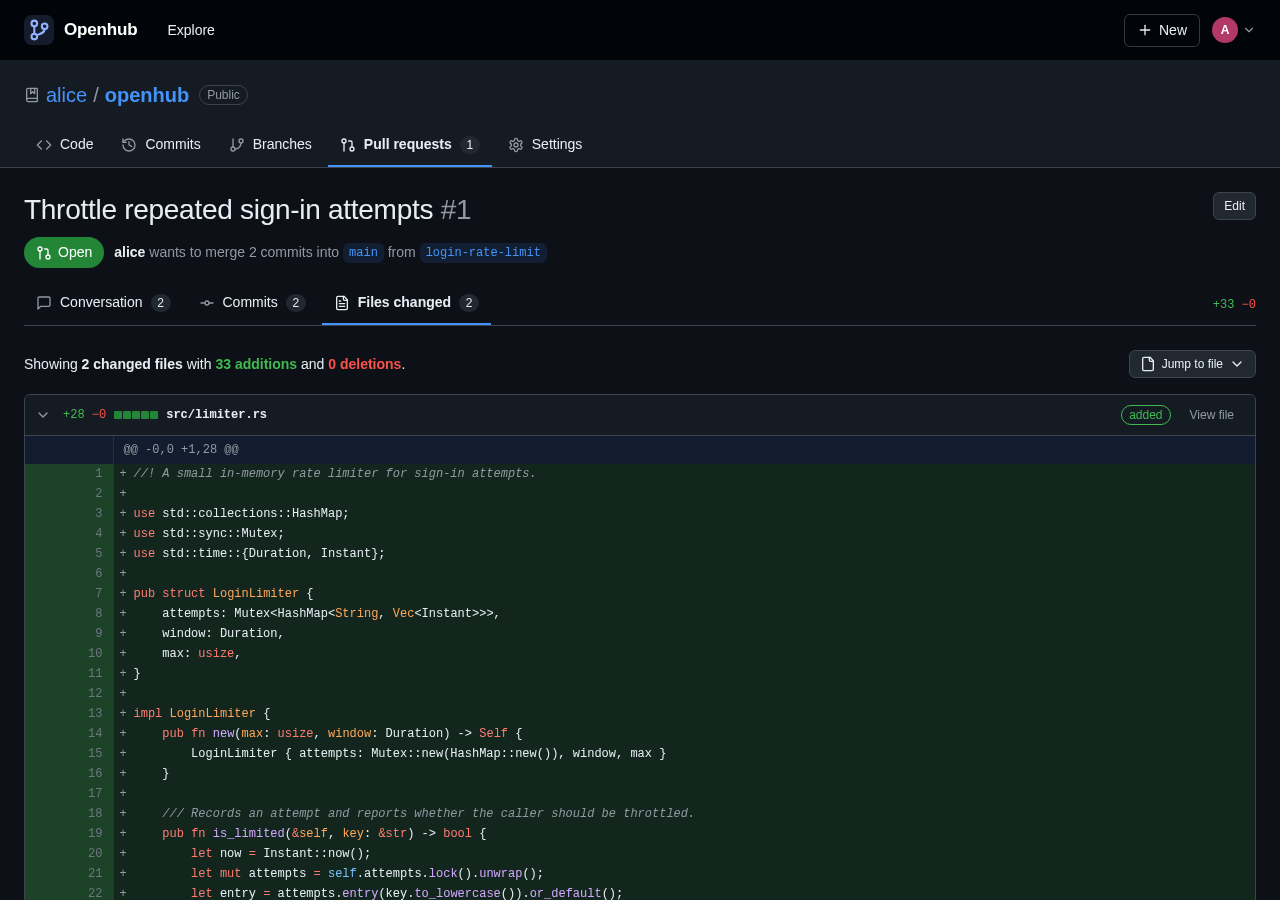 Openhub Explore New A
alice / openhub Public
Code Commits Branches Pull requests 1 Settings
Throttle repeated sign-in attempts #1 Edit
Open alice wants to merge 2 commits into main from login-rate-limit
Conversation 2 Commits 2 Files changed 2 +33 −0
Showing 2 changed files with 33 additions and 0 deletions. Jump to file
+28 −0 src/limiter.rs added View file
@@ -0,0 +1,28 @@
1 + //! A small in-memory rate limiter for sign-in attempts.
2 +
3 + use std::collections::HashMap;
4 + use std::sync::Mutex;
5 + use std::time::{Duration, Instant};
6 +
7 + pub struct LoginLimiter {
8 +     attempts: Mutex<HashMap<String, Vec<Instant>>>,
9 +     window: Duration,
10 +     max: usize,
11 + }
12 +
13 + impl LoginLimiter {
14 +     pub fn new(max: usize, window: Duration) -> Self {
15 +         LoginLimiter { attempts: Mutex::new(HashMap::new()), window, max }
16 +     }
17 +
18 +     /// Records an attempt and reports whether the caller should be throttled.
19 +     pub fn is_limited(&self, key: &str) -> bool {
20 +         let now = Instant::now();
21 +         let mut attempts = self.attempts.lock().unwrap();
22 +         let entry = attempts.entry(key.to_lowercase()).or_default();